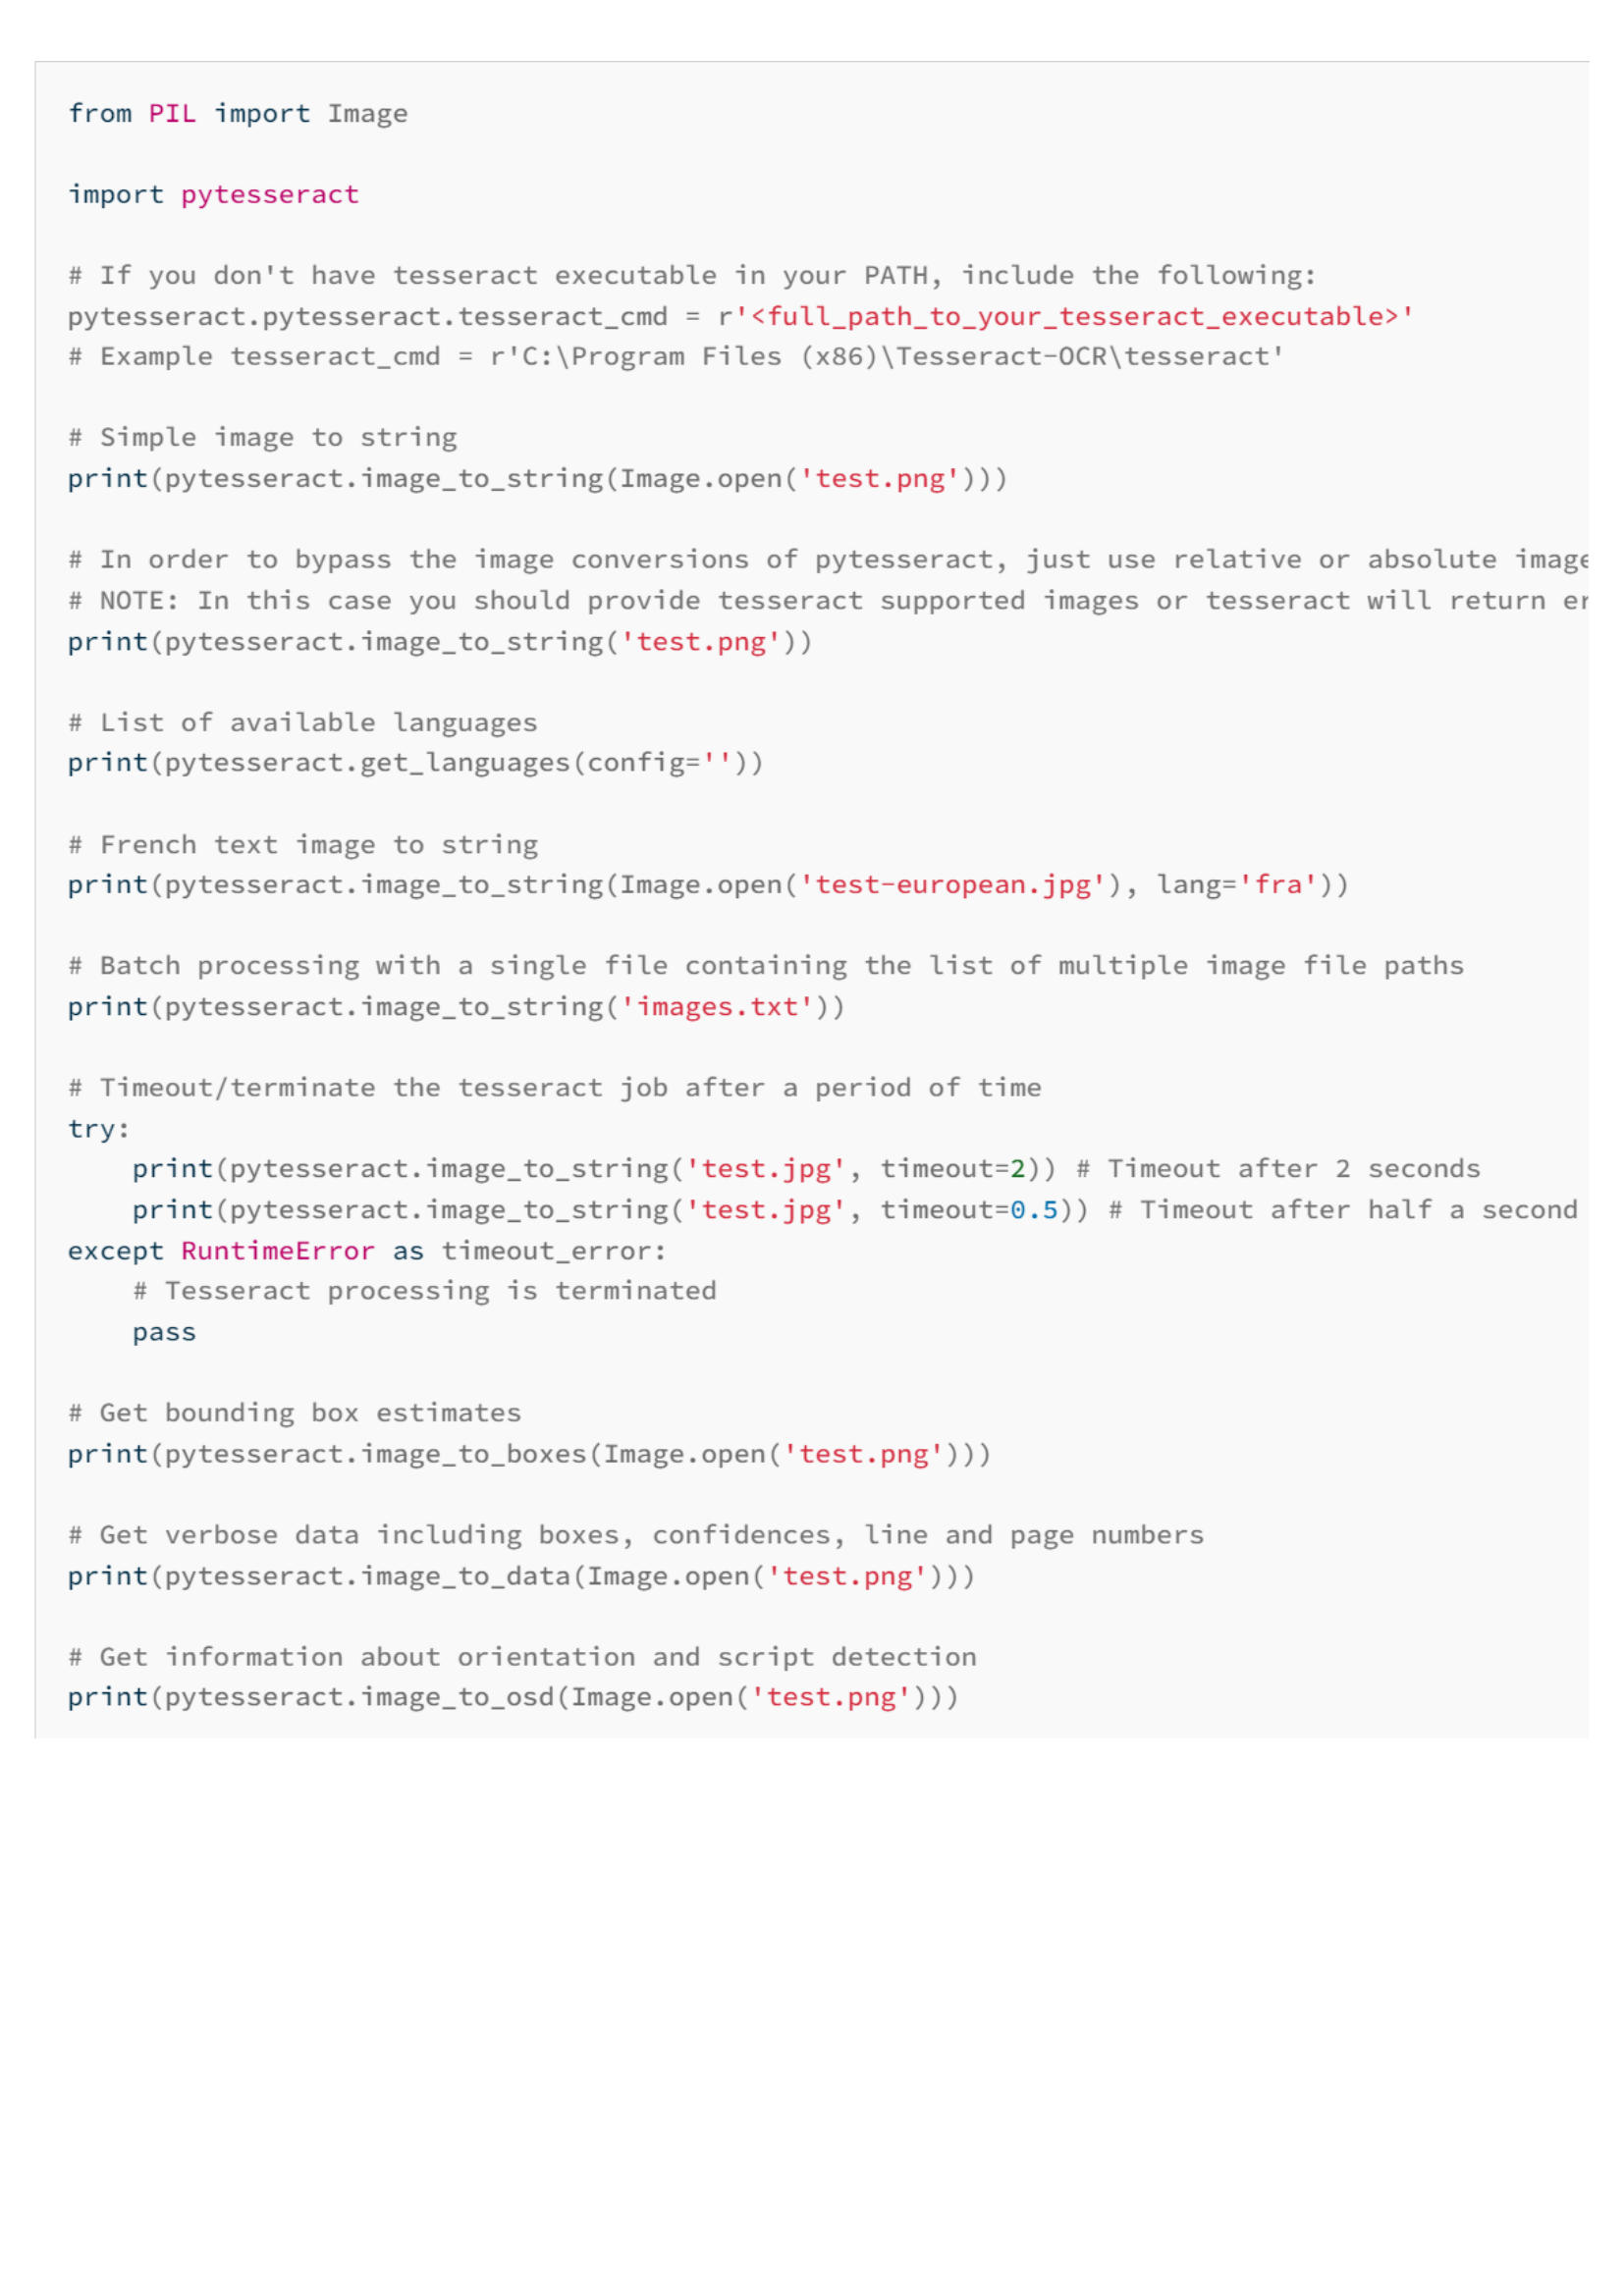 from PIL import Image

import pytesseract

# If you don't have tesseract executable in your PATH, include the following:
pytesseract.pytesseract.tesseract_cmd = r'<full_path_to_your_tesseract_executable>'
# Example tesseract_cmd = r'C:\Program Files (x86)\Tesseract-OCR\tesseract'

# Simple image to string
print(pytesseract.image_to_string(Image.open('test.png')))

# In order to bypass the image conversions of pytesseract, just use relative or absolute image
# NOTE: In this case you should provide tesseract supported images or tesseract will return er
print(pytesseract.image_to_string('test.png'))

# List of available languages
print(pytesseract.get_languages(config=''))

# French text image to string
print(pytesseract.image_to_string(Image.open('test-european.jpg'), lang='fra'))

# Batch processing with a single file containing the list of multiple image file paths
print(pytesseract.image_to_string('images.txt'))

# Timeout/terminate the tesseract job after a period of time
try:
    print(pytesseract.image_to_string('test.jpg', timeout=2)) # Timeout after 2 seconds
    print(pytesseract.image_to_string('test.jpg', timeout=0.5)) # Timeout after half a second
except RuntimeError as timeout_error:
    # Tesseract processing is terminated
    pass

# Get bounding box estimates
print(pytesseract.image_to_boxes(Image.open('test.png')))

# Get verbose data including boxes, confidences, line and page numbers
print(pytesseract.image_to_data(Image.open('test.png')))

# Get information about orientation and script detection
print(pytesseract.image_to_osd(Image.open('test.png')))